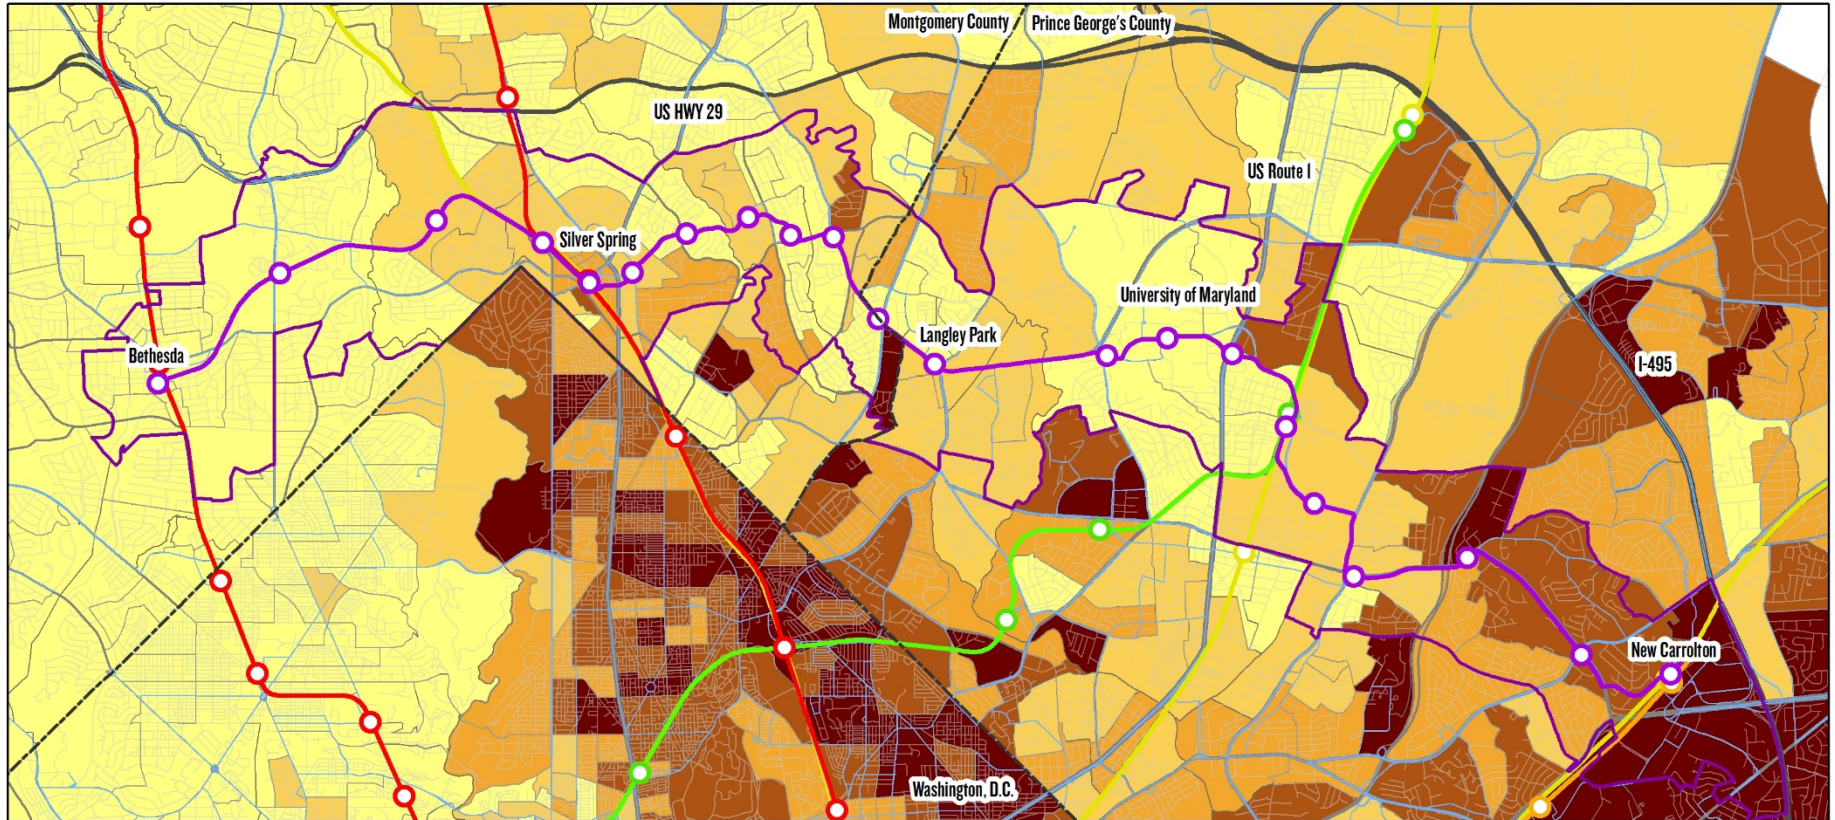 Montgomery County
Prince George's County
US HWY 29
US Route 1
Silver Spring
University of Maryland
Langley Park
Bethesda
I-495
New Carrolton
Washington, D.C.